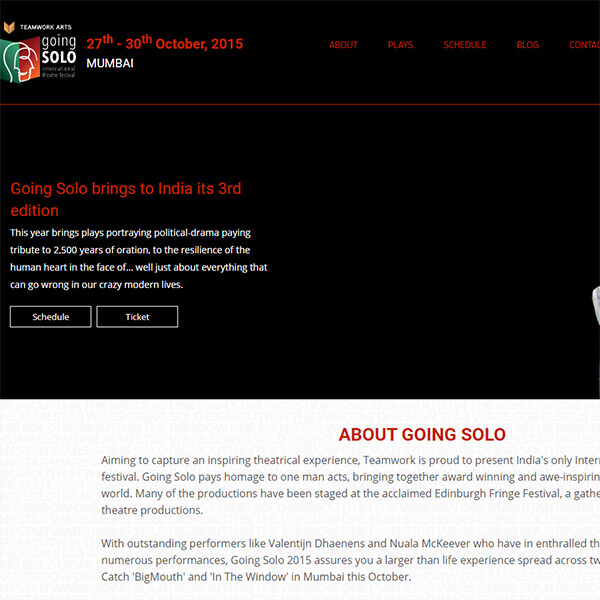 TEAMWORK ARTS
going
SOLO
international
theatre festival
27th - 30th October, 2015
MUMBAI
ABOUT PLAYS SCHEDULE BLOG CONTAC
Going Solo brings to India its 3rd
edition
This year brings plays portraying political-drama paying
tribute to 2,500 years of oration, to the resilience of the
human heart in the face of... well just about everything that
can go wrong in our crazy modern lives.
Schedule Ticket
ABOUT GOING SOLO
Aiming to capture an inspiring theatrical experience, Teamwork is proud to present India's only Inter
festival. Going Solo pays homage to one man acts, bringing together award winning and awe-inspirin
world. Many of the productions have been staged at the acclaimed Edinburgh Fringe Festival, a gathe
theatre productions.
With outstanding performers like Valentijn Dhaenens and Nuala McKeever who have in enthralled th
numerous performances, Going Solo 2015 assures you a larger than life experience spread across tw
Catch 'BigMouth' and 'In The Window' in Mumbai this October.